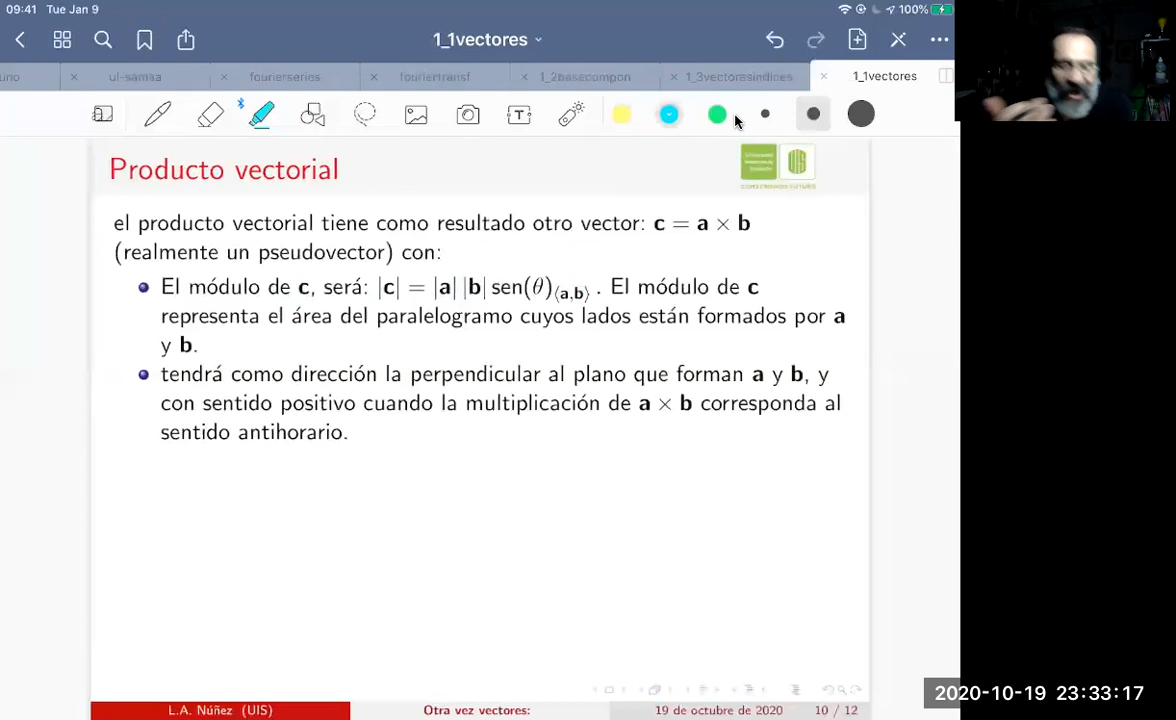 09:41 Tue Jan 9
100%
1_1vectores
uno
ul-samsa
fourierseries
fouriertransf
1_2basecompon
1_3vectoresindices
1_1vectores
Producto vectorial
el producto vectorial tiene como resultado otro vector: c = a × b
(realmente un pseudovector) con:
El módulo de c, será: |c| = |a| |b| sen(θ)⟨a,b⟩ . El módulo de c
representa el área del paralelogramo cuyos lados están formados por a
y b.
tendrá como dirección la perpendicular al plano que forman a y b, y
con sentido positivo cuando la multiplicación de a × b corresponda al
sentido antihorario.
L.A. Núñez (UIS) Otra vez vectores: 19 de octubre de 2020 10 / 12
2020-10-19 23:33:17